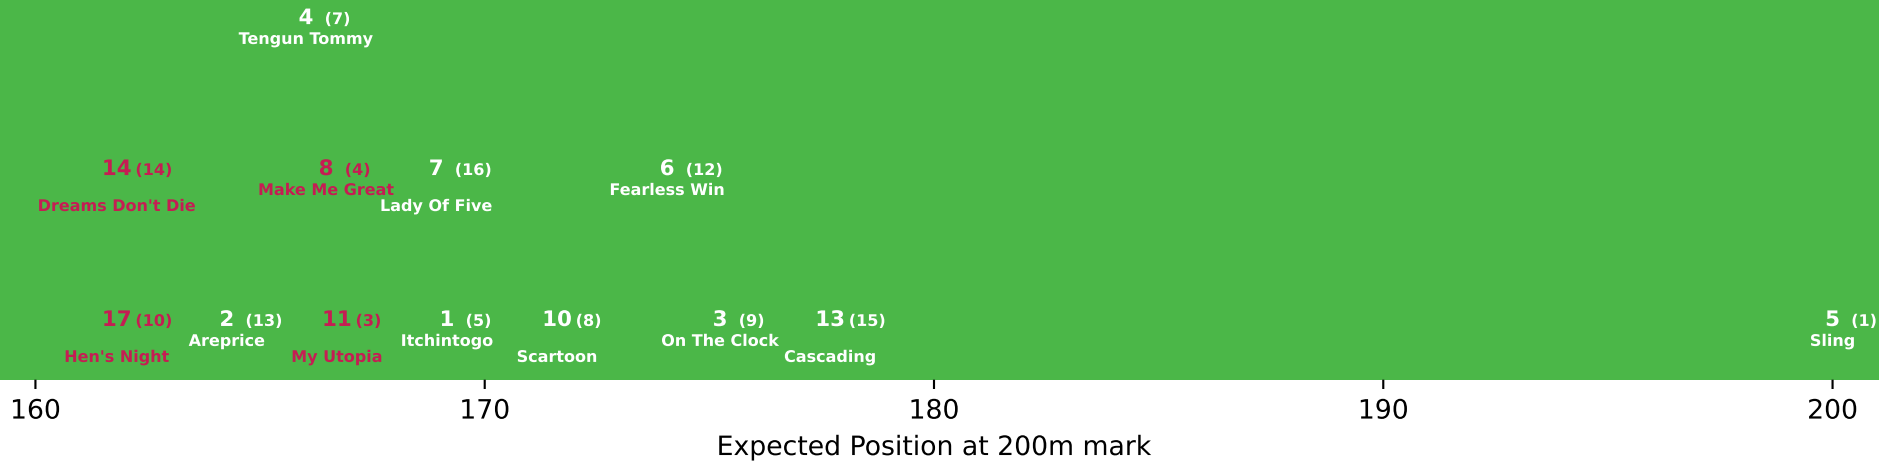 4 (7)
Tengun Tommy
14 (14) 8 (4) 7 (16) 6 (12)
Make Me Great Fearless Win
Dreams Don't Die Lady Of Five
17 (10) 2 (13) 11 (3) 1 (5) 10 (8) 3 (9) 13 (15) 5 (1)
Areprice Itchintogo On The Clock Sling
Hen's Night My Utopia Scartoon Cascading
160 170 180 190 200
Expected Position at 200m mark